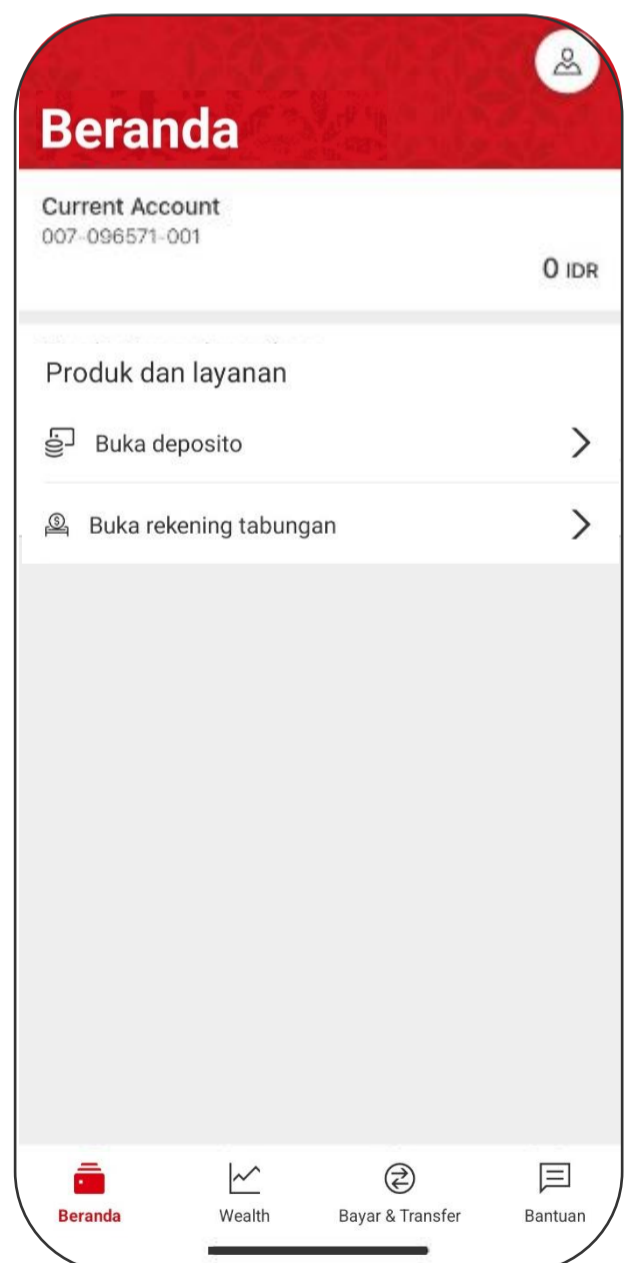 Beranda
Current Account
007-096571-001
0 IDR
Produk dan layanan
Buka deposito
Buka rekening tabungan
Beranda
Wealth
Bayar & Transfer
Bantuan